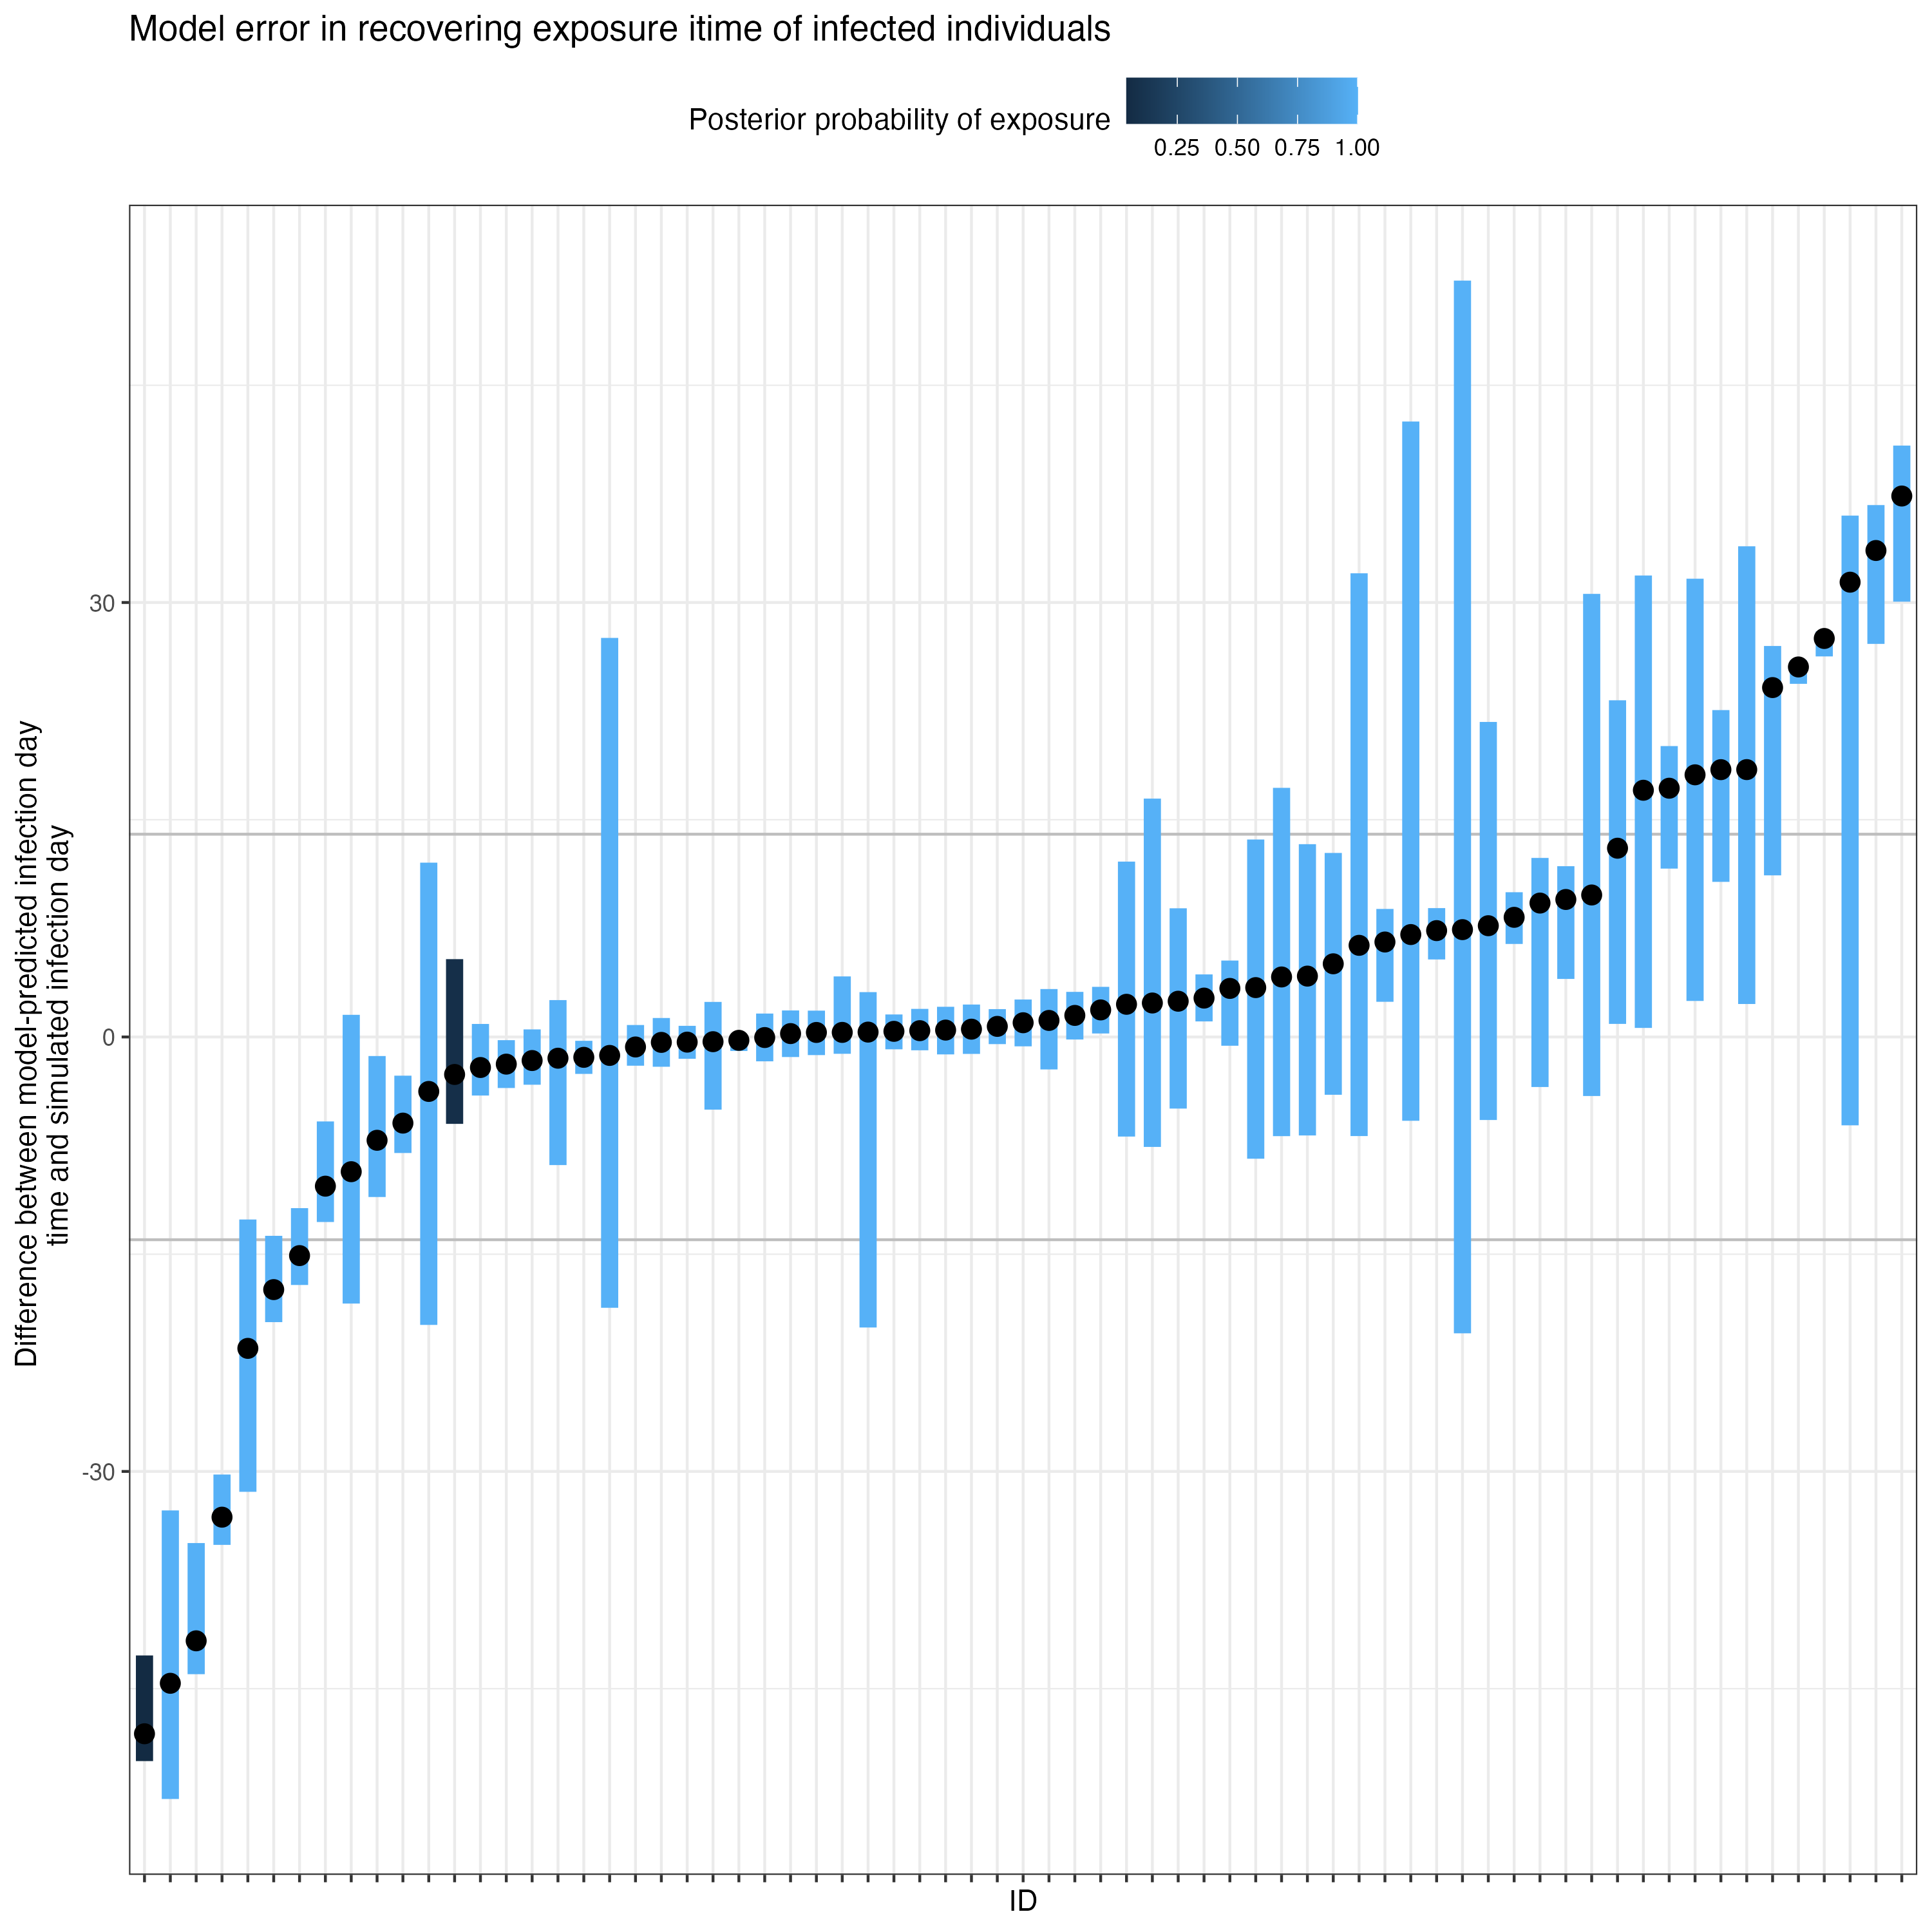 Model error in recovering exposure itime of infected individuals
Posterior probability of exposure
0.25 0.50 0.75 1.00
Difference between model-predicted infection day
time and simulated infection day
30
0
-30
ID